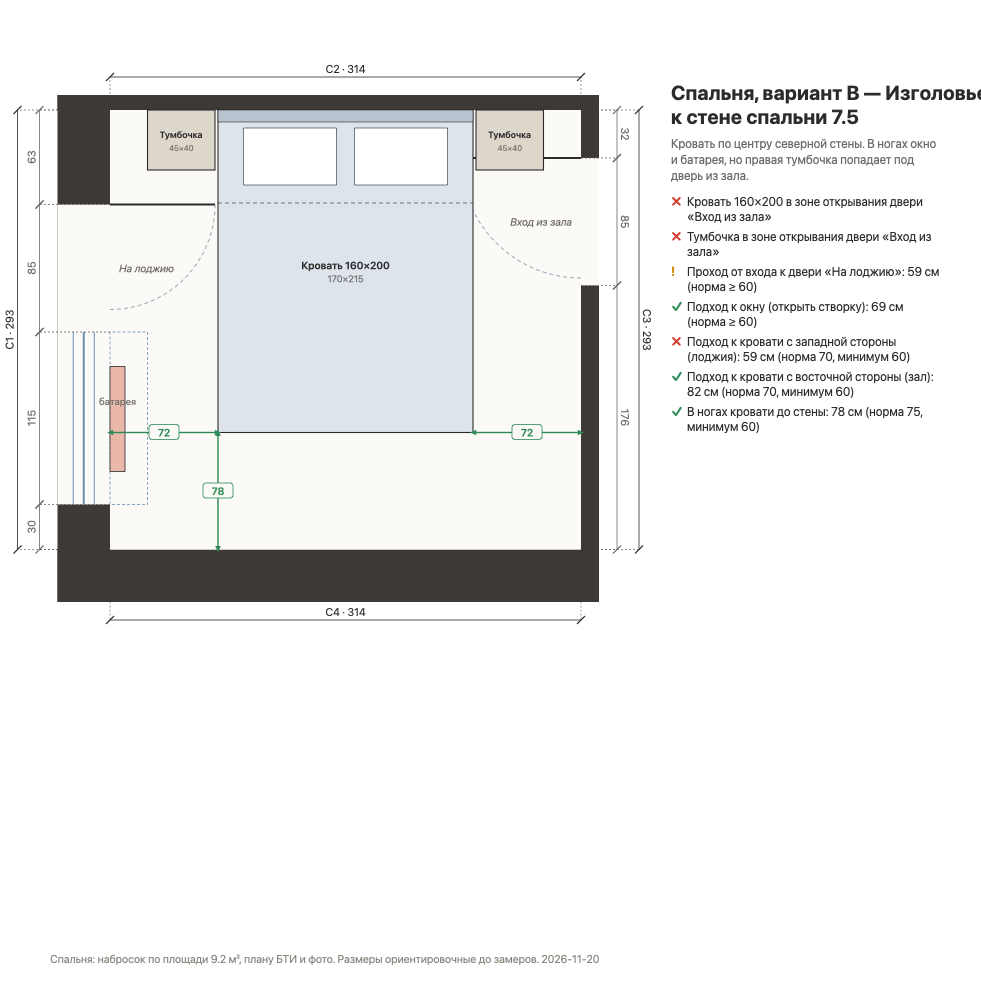 C2 · 314
Спальня, вариант B — Изголовье
к стене спальни 7.5
Кровать по центру северной стены. В ногах окно
и батарея, но правая тумбочка попадает под
дверь из зала.
Кровать 160×200 в зоне открывания двери
«Вход из зала»
Тумбочка в зоне открывания двери «Вход из
зала»
! Проход от входа к двери «На лоджию»: 59 см
(норма ≥ 60)
Подход к окну (открыть створку): 69 см
(норма ≥ 60)
Подход к кровати с западной стороны
(лоджия): 59 см (норма 70, минимум 60)
Подход к кровати с восточной стороны (зал):
82 см (норма 70, минимум 60)
В ногах кровати до стены: 78 см (норма 75,
минимум 60)
C1 · 293
63
85
115
30
Тумбочка
45×40
Тумбочка
45×40
На лоджию
Вход из зала
Кровать 160×200
170×215
батарея
72
72
78
32
85
176
C3 · 293
C4 · 314
Спальня: набросок по площади 9.2 м², плану БТИ и фото. Размеры ориентировочные до замеров. 2026-11-20